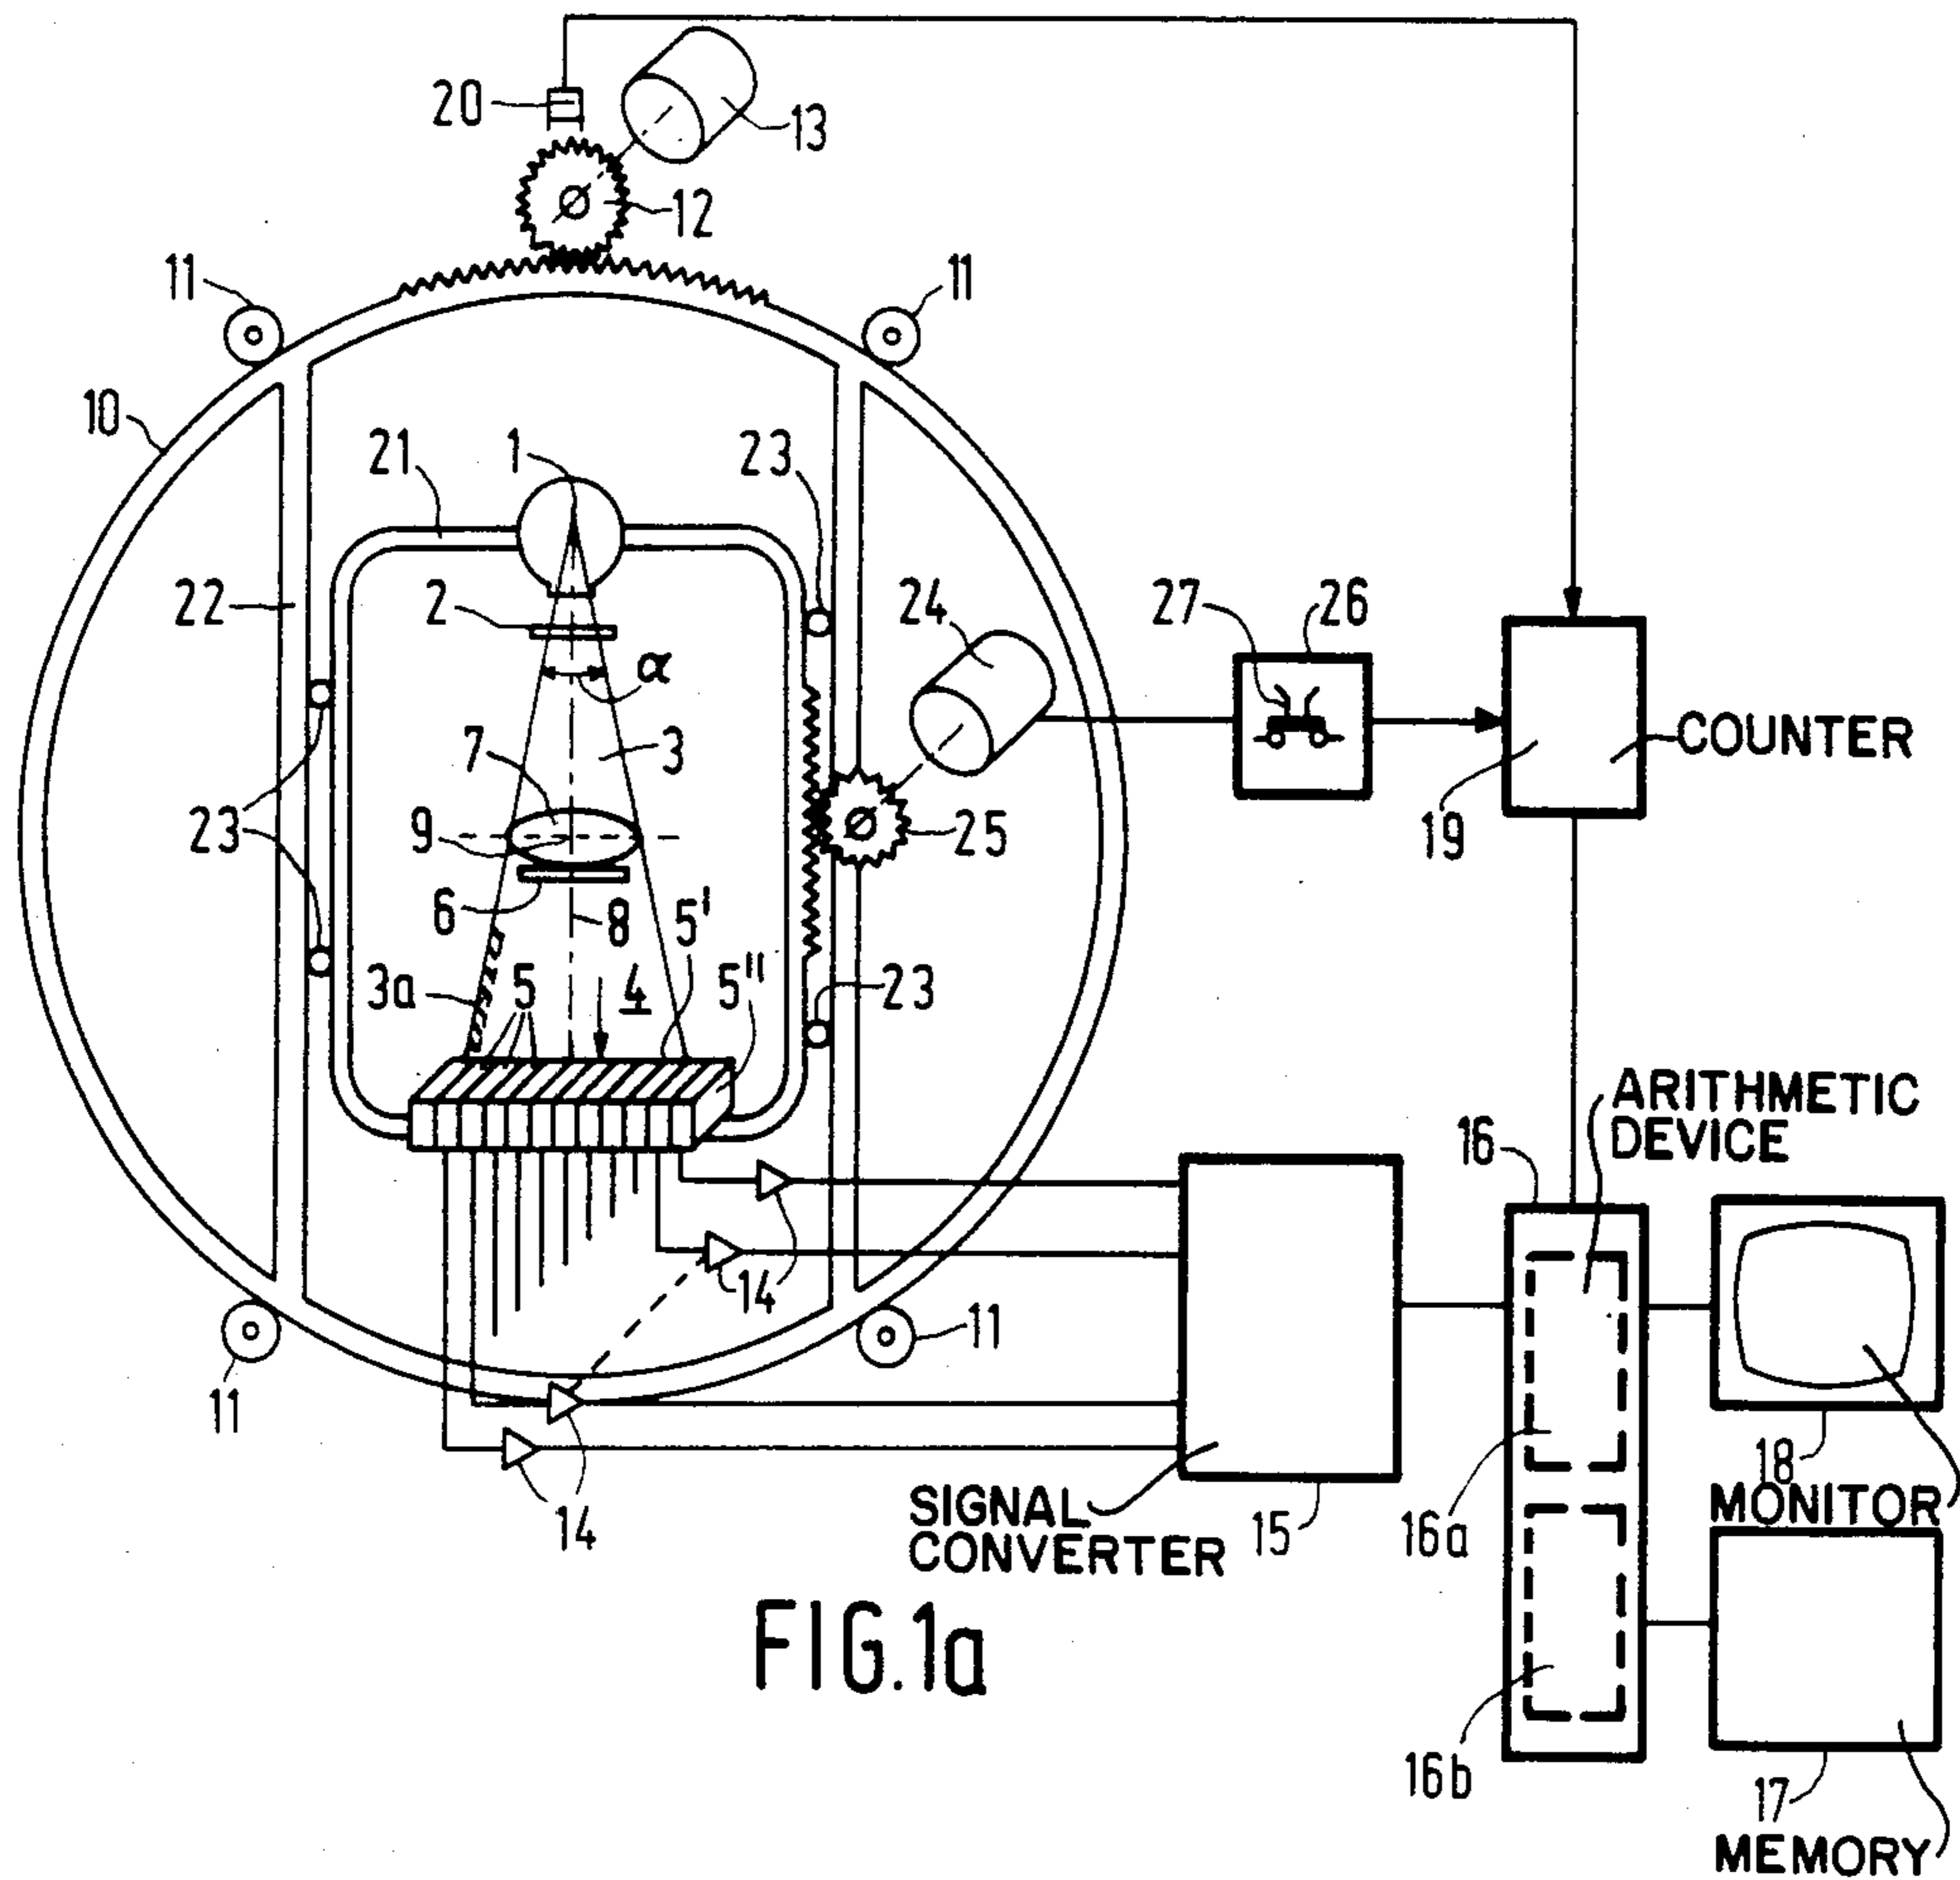 20
13
12
11
11
10
21
1
23
22
2
α
24
27
26
7
3
COUNTER
23
9
25
19
6
8
5'
3a
5
4
5"
23
ARITHMETIC
DEVICE
16
14
11
11
18
14
SIGNAL
CONVERTER
15
16a
MONITOR
FIG.1a
16b
17
MEMORY